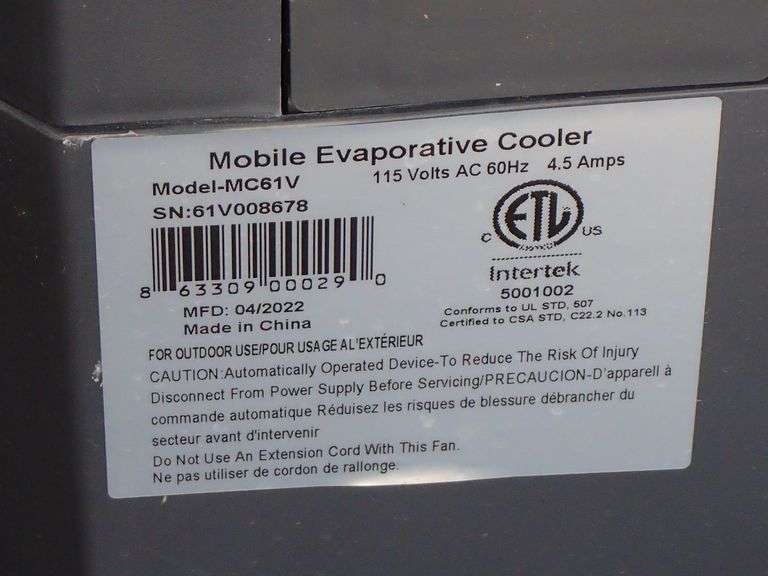 Mobile Evaporative Cooler
Model-MC61V
115 Volts AC 60Hz 4.5 Amps
SN:61V008678
8 63309 00029 0
MFD: 04/2022
Made in China
ETL
C US
Intertek
5001002
Conforms to UL STD, 507
Certified to CSA STD, C22.2 No.113
FOR OUTDOOR USE/POUR USAGE AL'EXTÉRIEUR
CAUTION:Automatically Operated Device-To Reduce The Risk Of Injury
Disconnect From Power Supply Before Servicing/PRECAUCION-D'apparell à
commande automatique Réduisez les risques de blessure débrancher du
secteur avant d'intervenir
Do Not Use An Extension Cord With This Fan.
Ne pas utiliser de cordon de rallonge.